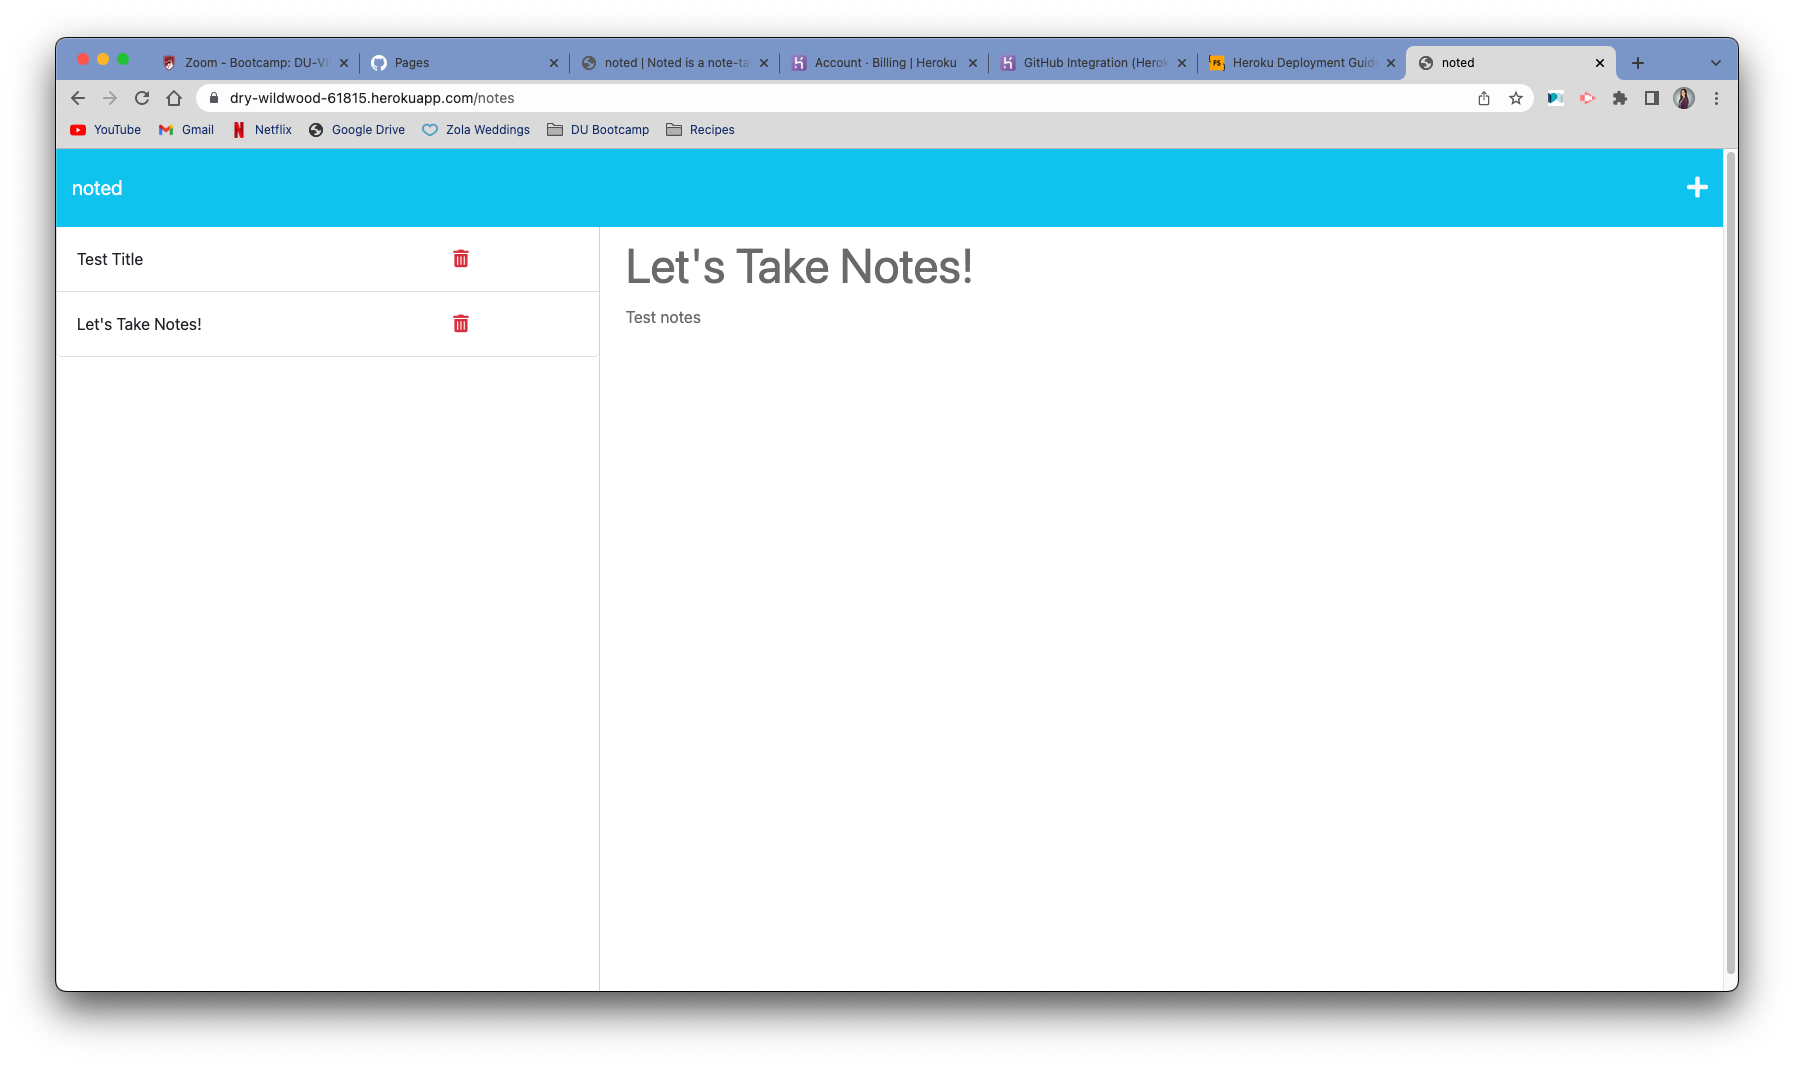 Zoom - Bootcamp: DU-VI
Pages
noted | Noted is a note-ta
Account · Billing | Heroku
GitHub Integration (Herok
Heroku Deployment Guid
noted
dry-wildwood-61815.herokuapp.com/notes
YouTube
Gmail
Netflix
Google Drive
Zola Weddings
DU Bootcamp
Recipes
noted
Test Title
Let's Take Notes!
Let's Take Notes!
Test notes